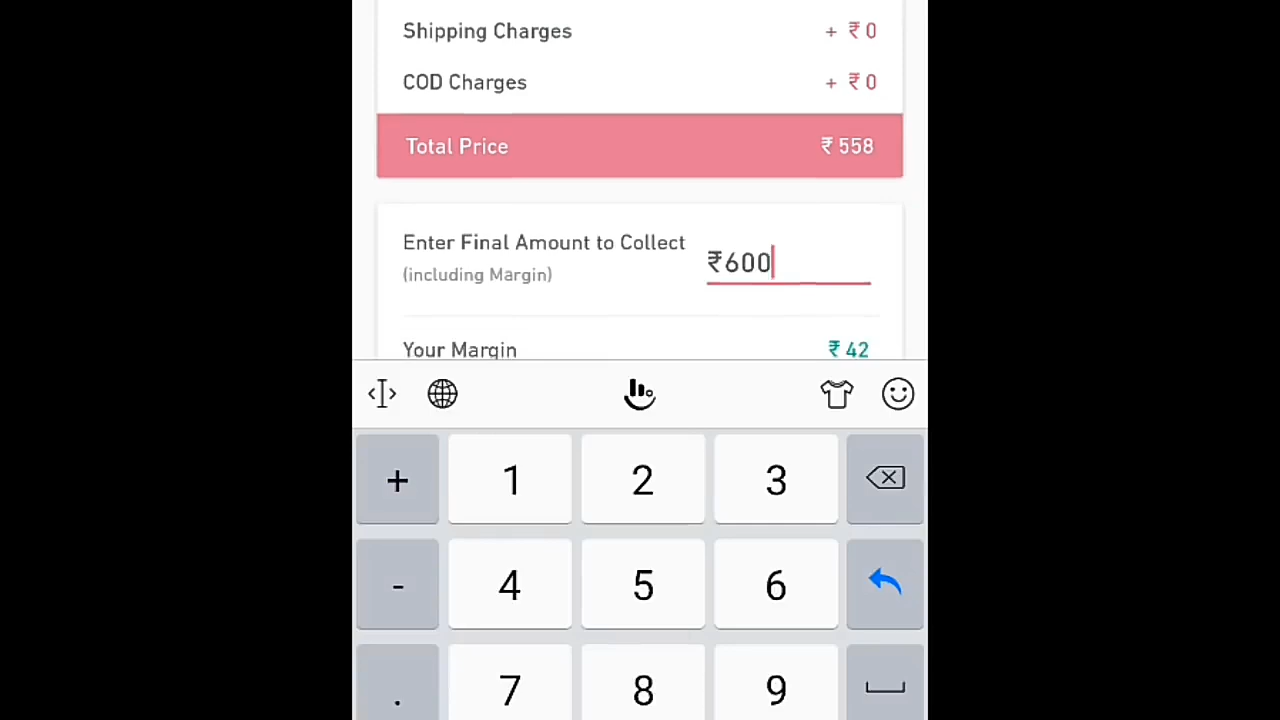 Shipping Charges + ₹ 0
COD Charges + ₹ 0
Total Price ₹ 558
Enter Final Amount to Collect
(including Margin) ₹600
Your Margin ₹ 42
+ 1 2 3
- 4 5 6
. 7 8 9